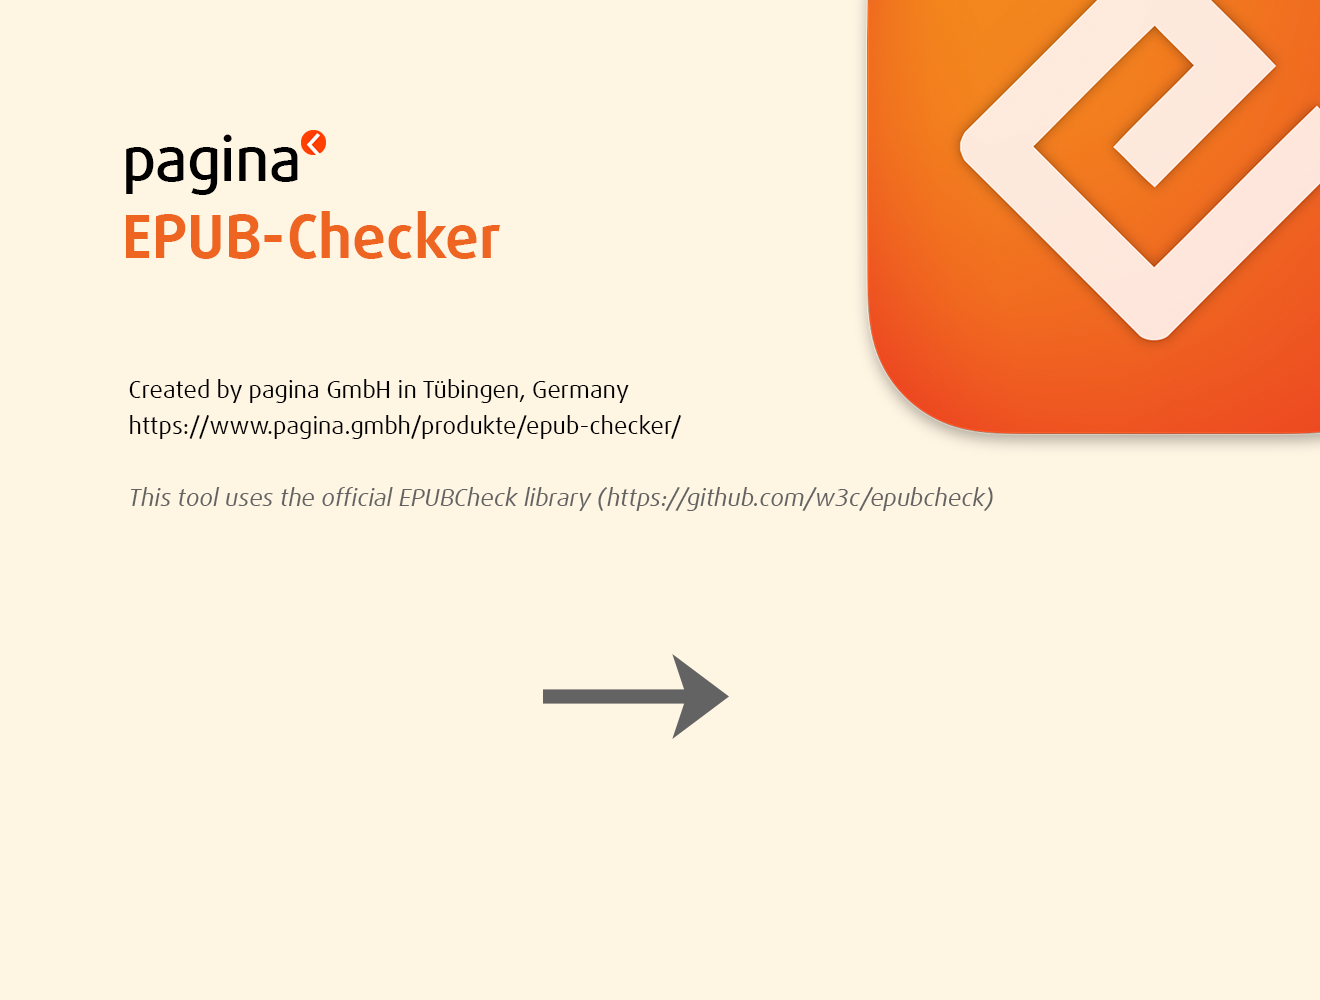 pagina
EPUB-Checker
Created by pagina GmbH in Tübingen, Germany
https://www.pagina.gmbh/produkte/epub-checker/
This tool uses the official EPUBCheck library (https://github.com/w3c/epubcheck)